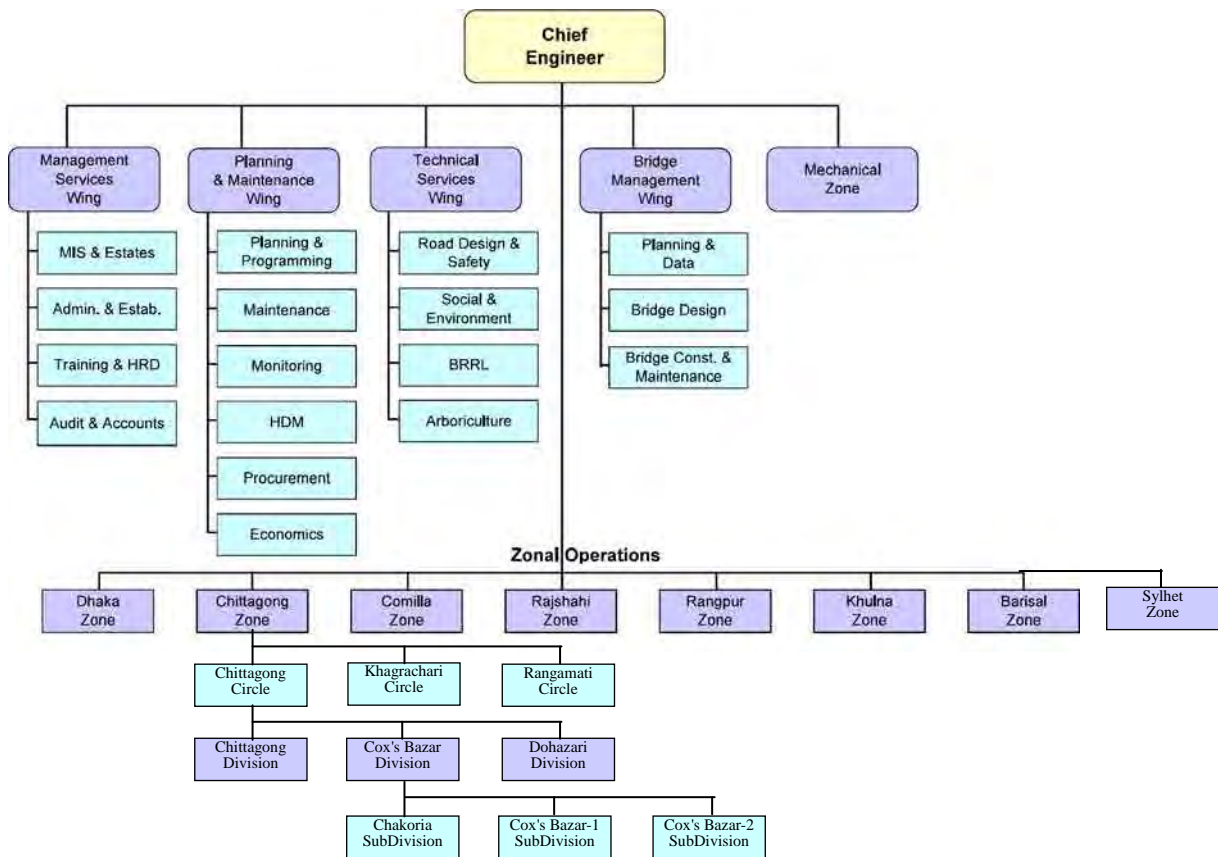 Chief
Engineer
Management
Services
Wing
Planning
& Maintenance
Wing
Technical
Services
Wing
Bridge
Management
Wing
Mechanical
Zone
MIS & Estates
Admin. & Estab.
Training & HRD
Audit & Accounts
Planning &
Programming
Maintenance
Monitoring
HDM
Procurement
Economics
Road Design &
Safety
Social &
Environment
BRRL
Arboriculture
Planning &
Data
Bridge Design
Bridge Const. &
Maintenance
Zonal Operations
Dhaka
Zone
Chittagong
Zone
Comilla
Zone
Rajshahi
Zone
Rangpur
Zone
Khulna
Zone
Barisal
Zone
Sylhet
Zone
Chittagong
Circle
Khagrachari
Circle
Rangamati
Circle
Chittagong
Division
Cox's Bazar
Division
Dohazari
Division
Chakoria
SubDivision
Cox's Bazar-1
SubDivision
Cox's Bazar-2
SubDivision